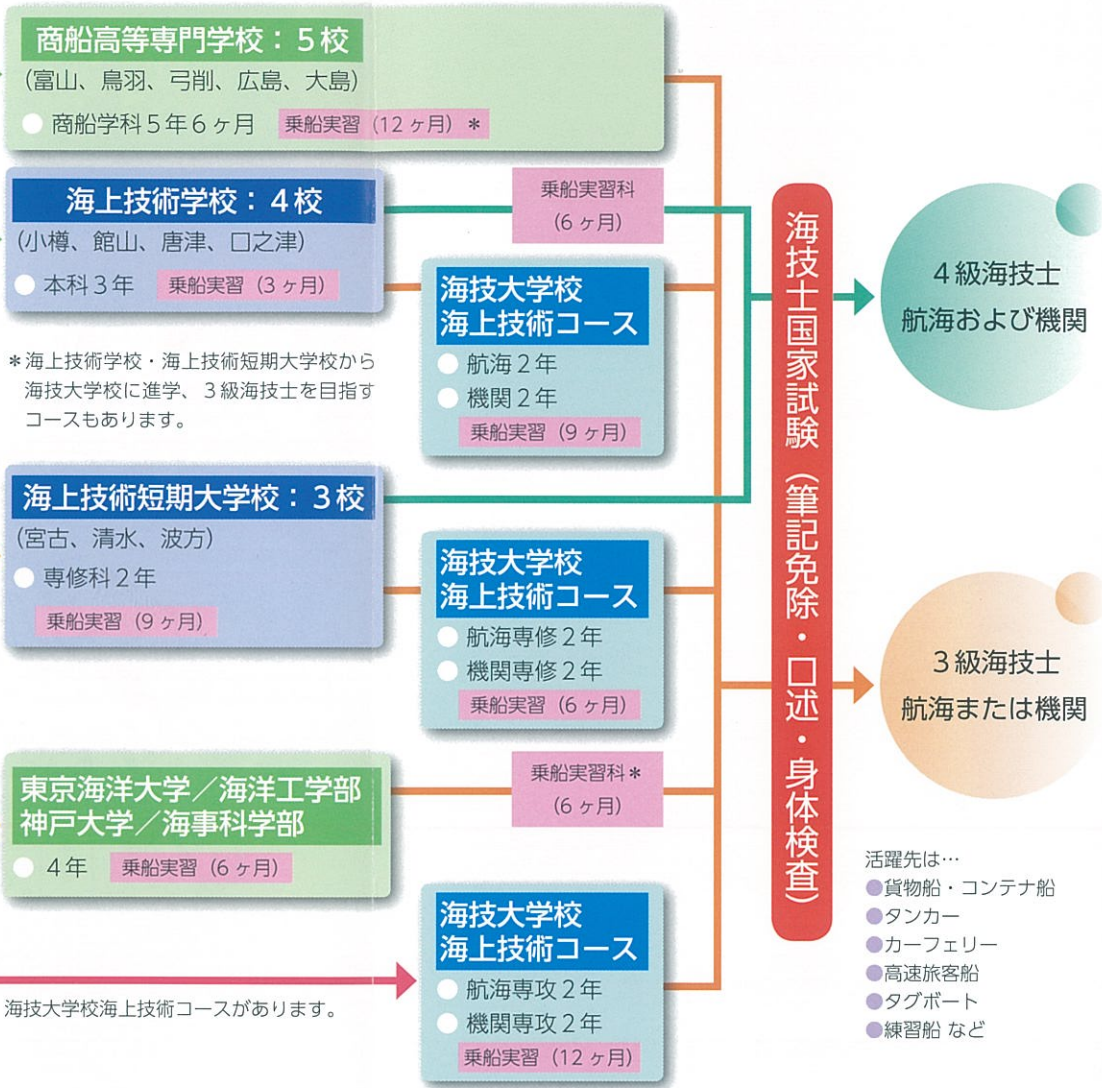 商船高等専門学校：5校
(富山、鳥羽、弓削、広島、大島)
● 商船学科5年6ヶ月 乗船実習（12ヶ月）＊
海上技術学校：4校
(小樽、館山、唐津、口之津)
● 本科3年 乗船実習（3ヶ月）
乗船実習科
(6ヶ月)
海技大学校
海上技術コース
● 航海2年
● 機関2年
乗船実習（9ヶ月）
＊海上技術学校・海上技術短期大学校から
海技大学校に進学、3級海技士を目指す
コースもあります。
海上技術短期大学校：3校
(宮古、清水、波方)
● 専修科2年
乗船実習（9ヶ月）
海技大学校
海上技術コース
● 航海専修2年
● 機関専修2年
乗船実習（6ヶ月）
東京海洋大学／海洋工学部
神戸大学／海事科学部
● 4年 乗船実習（6ヶ月）
乗船実習科＊
(6ヶ月)
海技大学校
海上技術コース
● 航海専攻2年
● 機関専攻2年
乗船実習（12ヶ月）
海技大学校海上技術コースがあります。
海技士国家試験（筆記免除・口述・身体検査）
4級海技士
航海および機関
3級海技士
航海または機関
活躍先は…
●貨物船・コンテナ船
●タンカー
●カーフェリー
●高速旅客船
●タグボート
●練習船 など